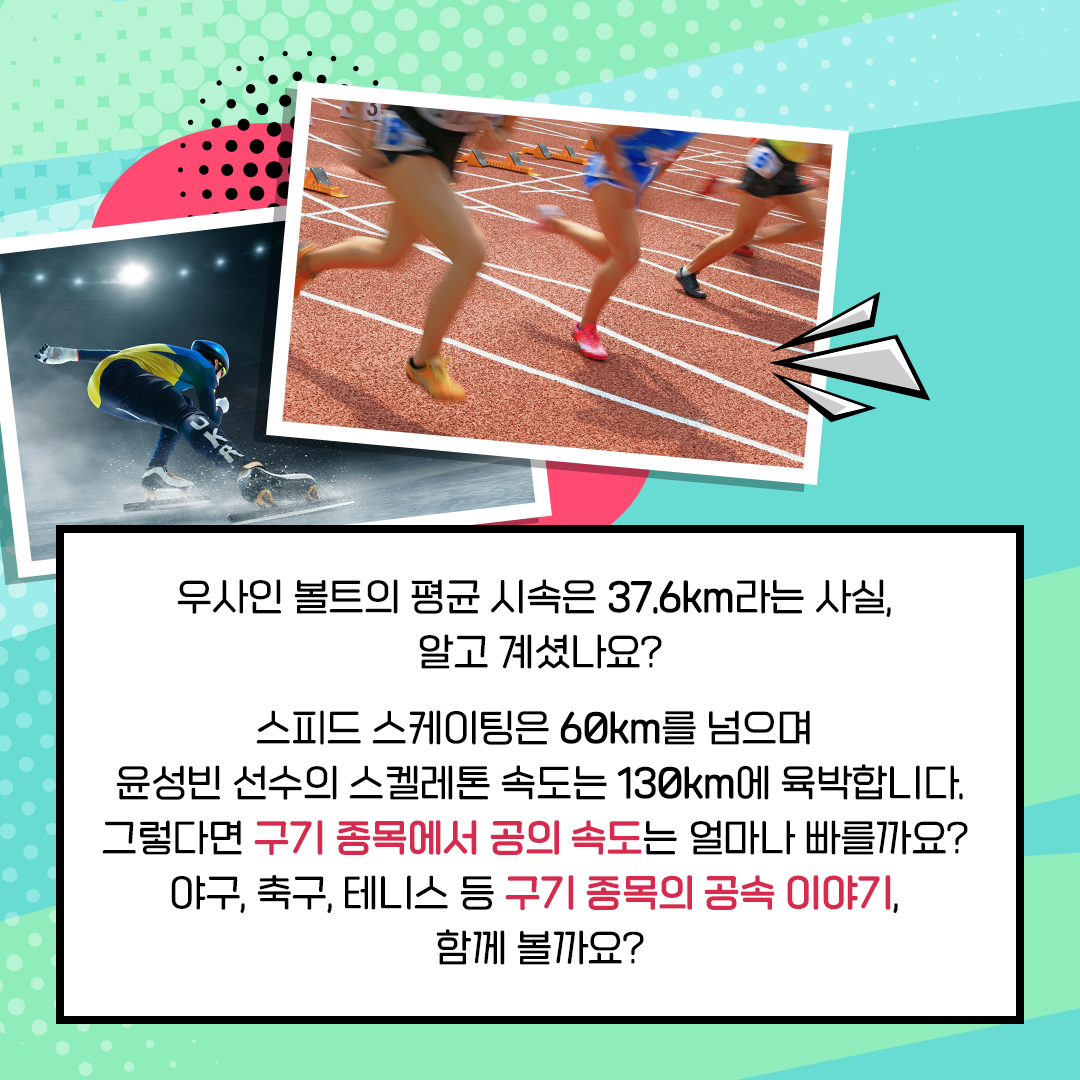 3
UKR
우사인 볼트의 평균 시속은 37.6km라는 사실,
알고 계셨나요?
스피드 스케이팅은 60km를 넘으며
윤성빈 선수의 스켈레톤 속도는 130km에 육박합니다.
그렇다면 구기 종목에서 공의 속도는 얼마나 빠를까요?
야구, 축구, 테니스 등 구기 종목의 공속 이야기,
함께 볼까요?